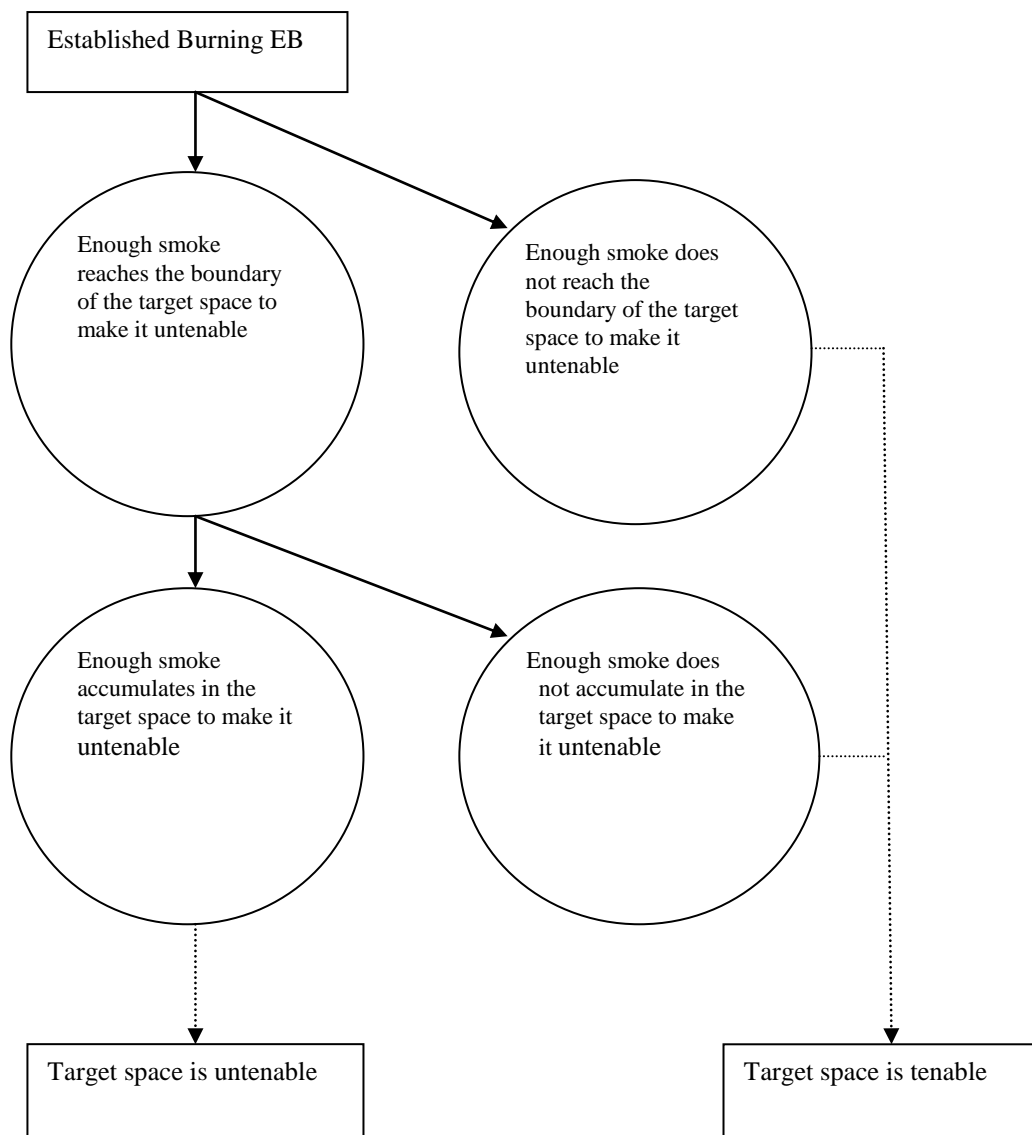 Established Burning EB
Enough smoke
reaches the boundary
of the target space to
make it untenable
Enough smoke does
not reach the
boundary of the target
space to make it
untenable
Enough smoke
accumulates in the
target space to make it
untenable
Enough smoke does
not accumulate in the
target space to make
it untenable
Target space is untenable
Target space is tenable